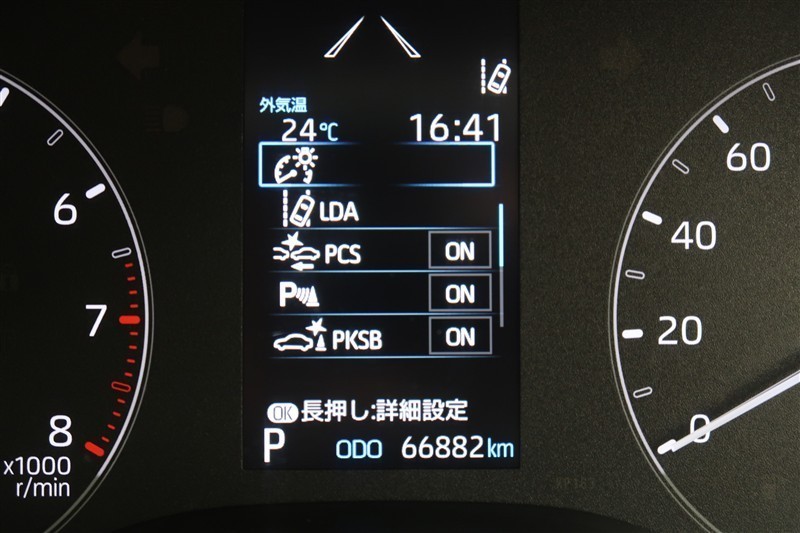 外気温
24℃ 16:41
LDA
PCS ON
P ON
PKSB ON
OK 長押し:詳細設定
P ODO 66882km
6
7
8
x1000
r/min
60
40
20
0